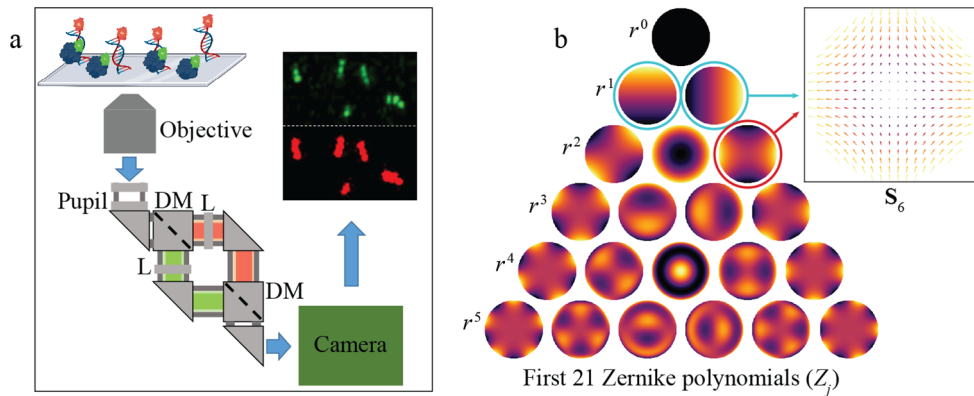 a
Objective
Pupil
DM
L
L
DM
Camera
b
r⁰
r¹
r²
r³
r⁴
r⁵
S₆
First 21 Zernike polynomials (Zⱼ)